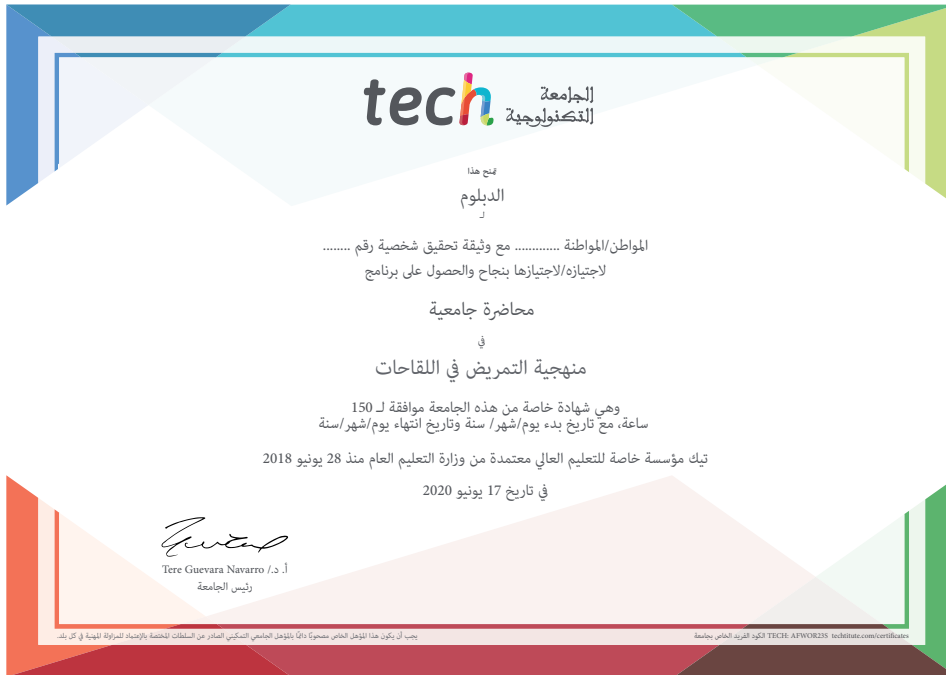 tech الجامعة
التكنولوجية
يمنح هذا
الدبلوم
لـ
المواطن/المواطنة ............ مع وثيقة تحقيق شخصية رقم ........
لاجتيازه/لاجتيازها بنجاح والحصول على برنامج
محاضرة جامعية
في
منهجية التمريض في اللقاحات
وهي شهادة خاصة من هذه الجامعة موافقة لـ 150
ساعة، مع تاريخ بدء يوم/شهر/ سنة وتاريخ انتهاء يوم/شهر/سنة
تيك مؤسسة خاصة للتعليم العالي معتمدة من وزارة التعليم العام منذ 28 يونيو 2018
في تاريخ 17 يونيو 2020
أ. د./ Tere Guevara Navarro
رئيس الجامعة
يجب أن يكون هذا المؤهل الخاص مصحوبًا دائمًا بالمؤهل الجامعي التمكيني الصادر عن السلطات المختصة بالإعتماد للمزاولة المهنية في كل بلد.
الكود الفريد الخاص بجامعة TECH: AFWOR23S techtitute.com/certificates